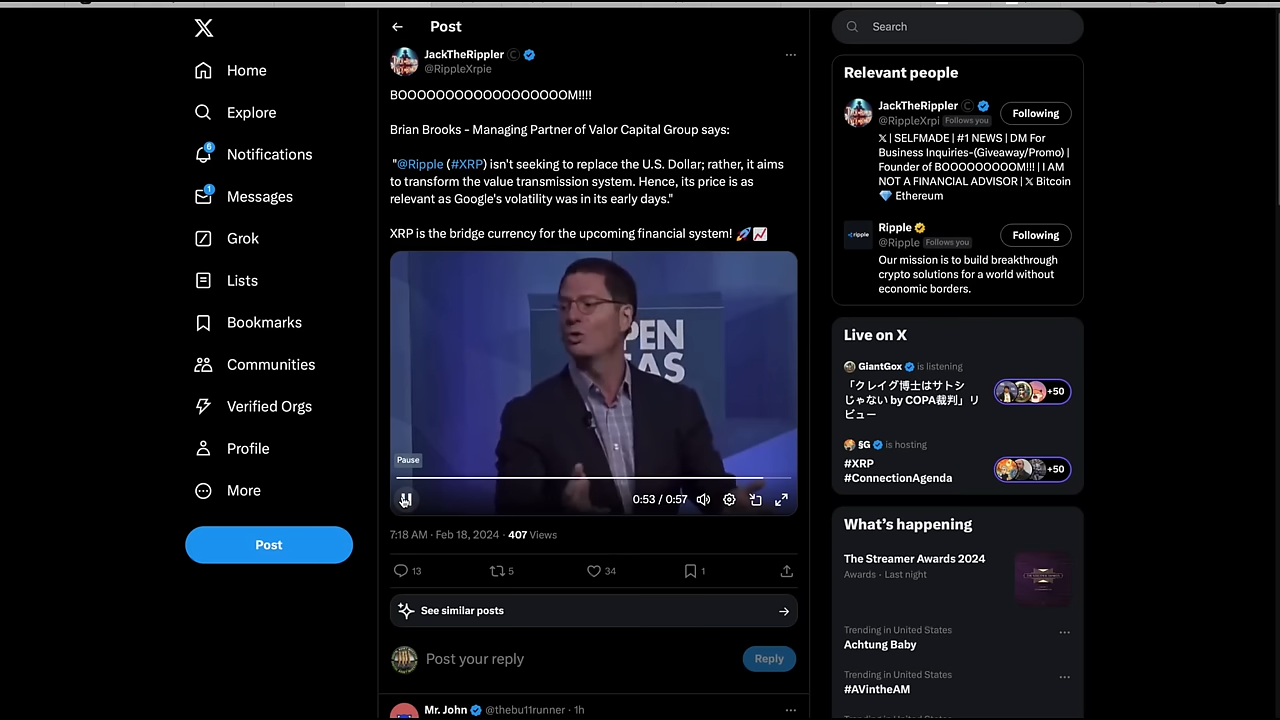 Home
Explore
6
Notifications
1
Messages
Grok
Lists
Bookmarks
Communities
Verified Orgs
Profile
More
Post
Post
JackTheRippler
@RippleXrpie
BOOOOOOOOOOOOOOOOOOM!!!!
Brian Brooks - Managing Partner of Valor Capital Group says:
"@Ripple (#XRP) isn't seeking to replace the U.S. Dollar; rather, it aims
to transform the value transmission system. Hence, its price is as
relevant as Google's volatility was in its early days."
XRP is the bridge currency for the upcoming financial system! 🚀📈
PEN
EAS
Pause
0:53 / 0:57
7:18 AM · Feb 18, 2024 · 407 Views
13
5
34
1
See similar posts
Post your reply
Reply
Mr. John @thebu11runner · 1h
Search
Relevant people
JackTheRippler
@RippleXrpi Follows you
Following
𝕏 | SELFMADE | #1 NEWS | DM For
Business Inquiries-(Giveaway/Promo) |
Founder of BOOOOOOOOM!!! | I AM
NOT A FINANCIAL ADVISOR | 𝕏 Bitcoin
💎 Ethereum
ripple
Ripple
@Ripple Follows you
Following
Our mission is to build breakthrough
crypto solutions for a world without
economic borders.
Live on X
GiantGox is listening
「クレイグ博士はサトシ
じゃない by COPA裁判」リ
ビュー
+50
§G is hosting
#XRP
#ConnectionAgenda
+50
What's happening
The Streamer Awards 2024
Awards · Last night
Trending in United States
Achtung Baby
Trending in United States
#AVintheAM